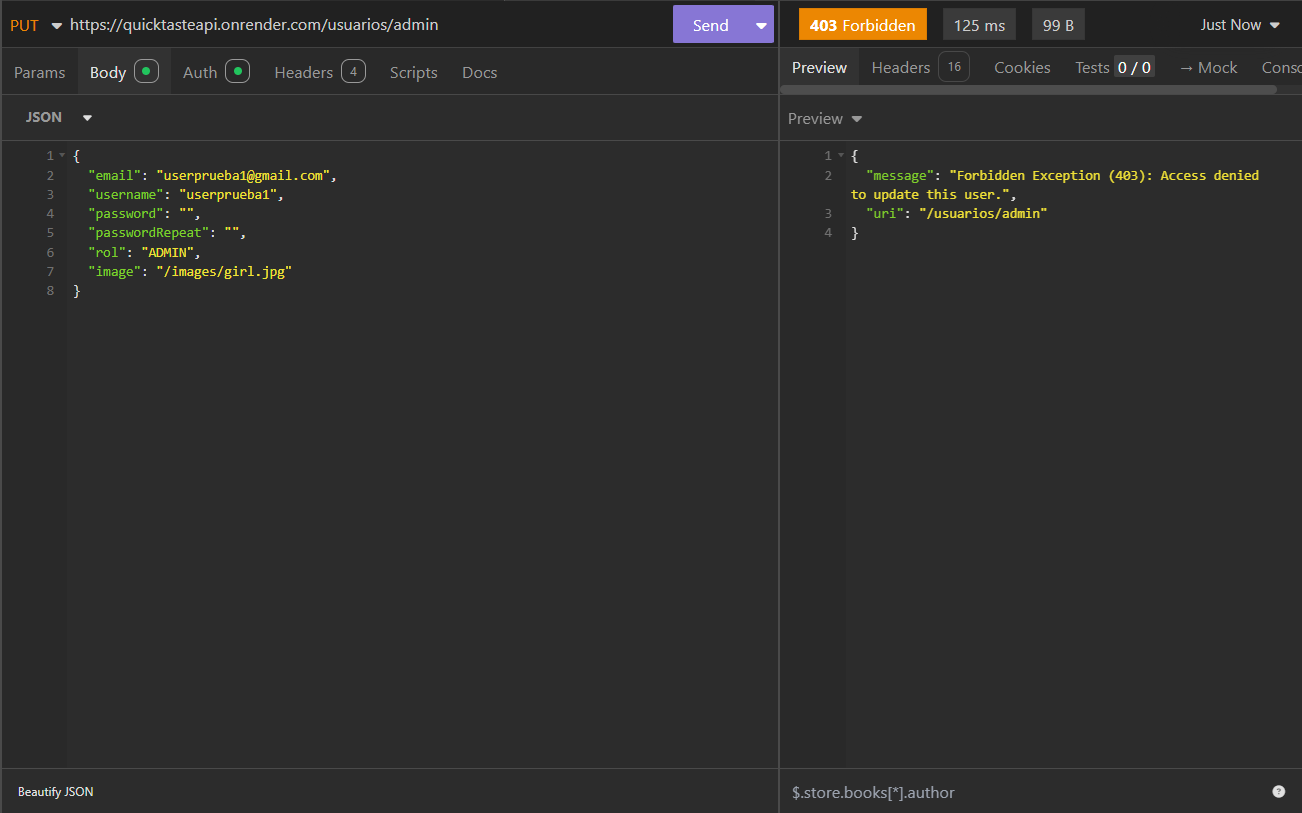 PUT https://quicktasteapi.onrender.com/usuarios/admin Send
403 Forbidden 125 ms 99 B Just Now
Params Body Auth Headers 4 Scripts Docs
Preview Headers 16 Cookies Tests 0 / 0 → Mock Consc
JSON
Preview
1 {
2 "email": "userprueba1@gmail.com",
3 "username": "userprueba1",
4 "password": "",
5 "passwordRepeat": "",
6 "rol": "ADMIN",
7 "image": "/images/girl.jpg"
8 }
1 {
2 "message": "Forbidden Exception (403): Access denied
to update this user.",
3 "uri": "/usuarios/admin"
4 }
Beautify JSON
$.store.books[*].author ?